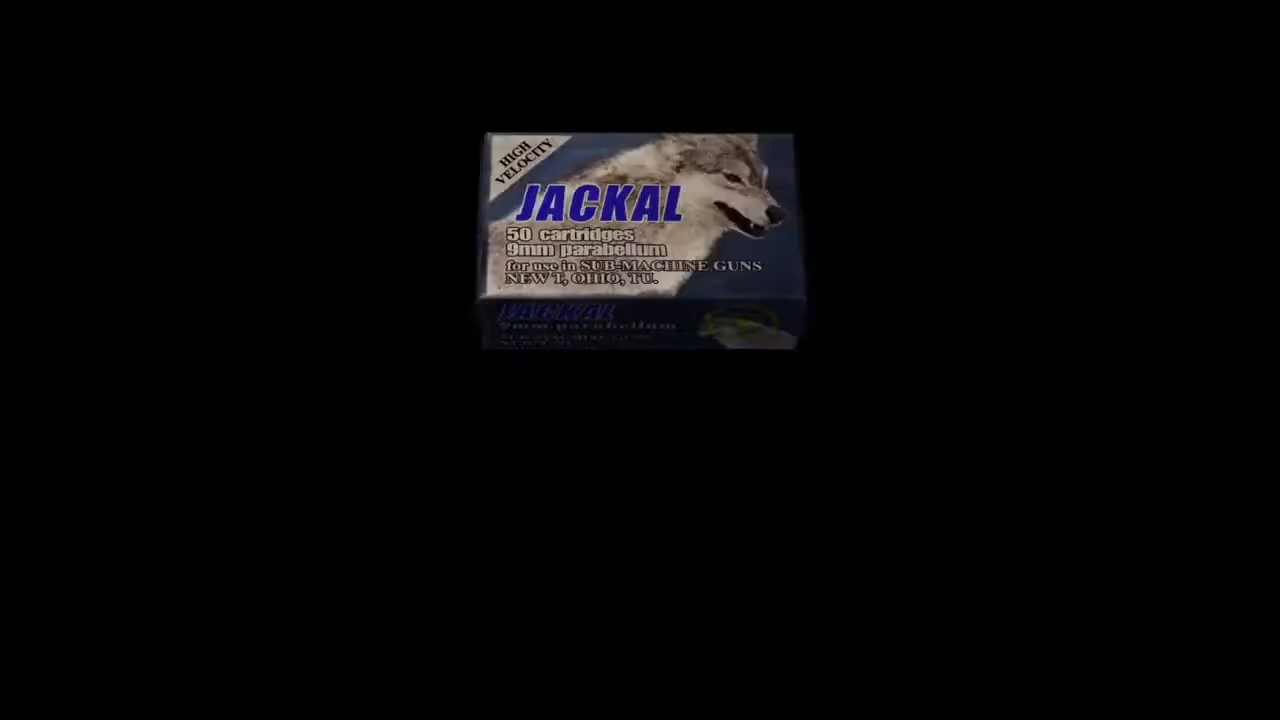 HIGH
VELOCITY
JACKAL
50 cartridges
9mm parabellum
for use in SUB-MACHINE GUNS
NEW T, OHIO, TU.
JACKAL
9mm parabellum